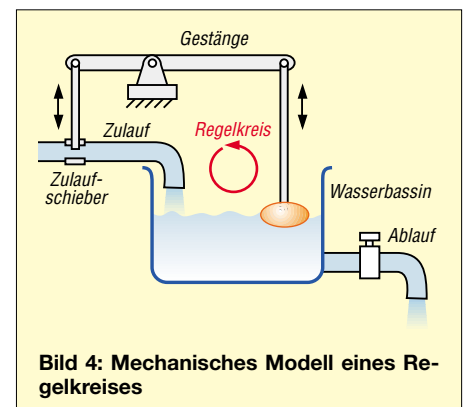 Gestänge
Zulauf
Regelkreis
Zulauf-
schieber
Wasserbassin
Ablauf
Bild 4: Mechanisches Modell eines Re-
gelkreises